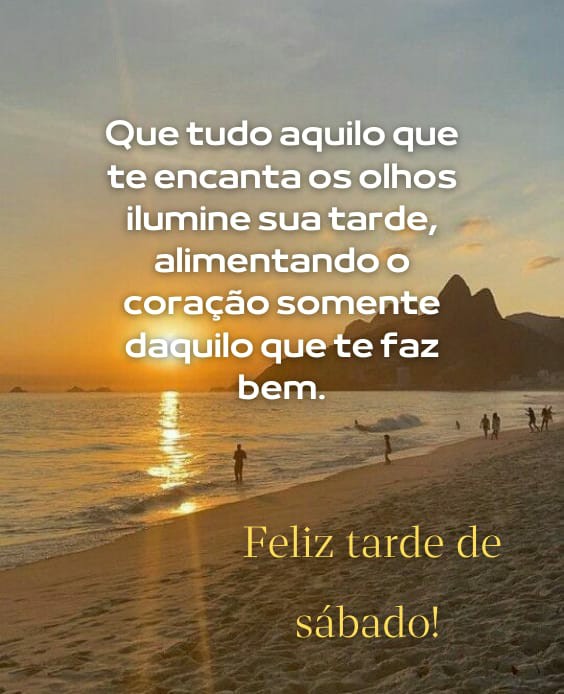 Que tudo aquilo que
te encanta os olhos
ilumine sua tarde,
alimentando o
coração somente
daquilo que te faz
bem.
Feliz tarde de
sábado!